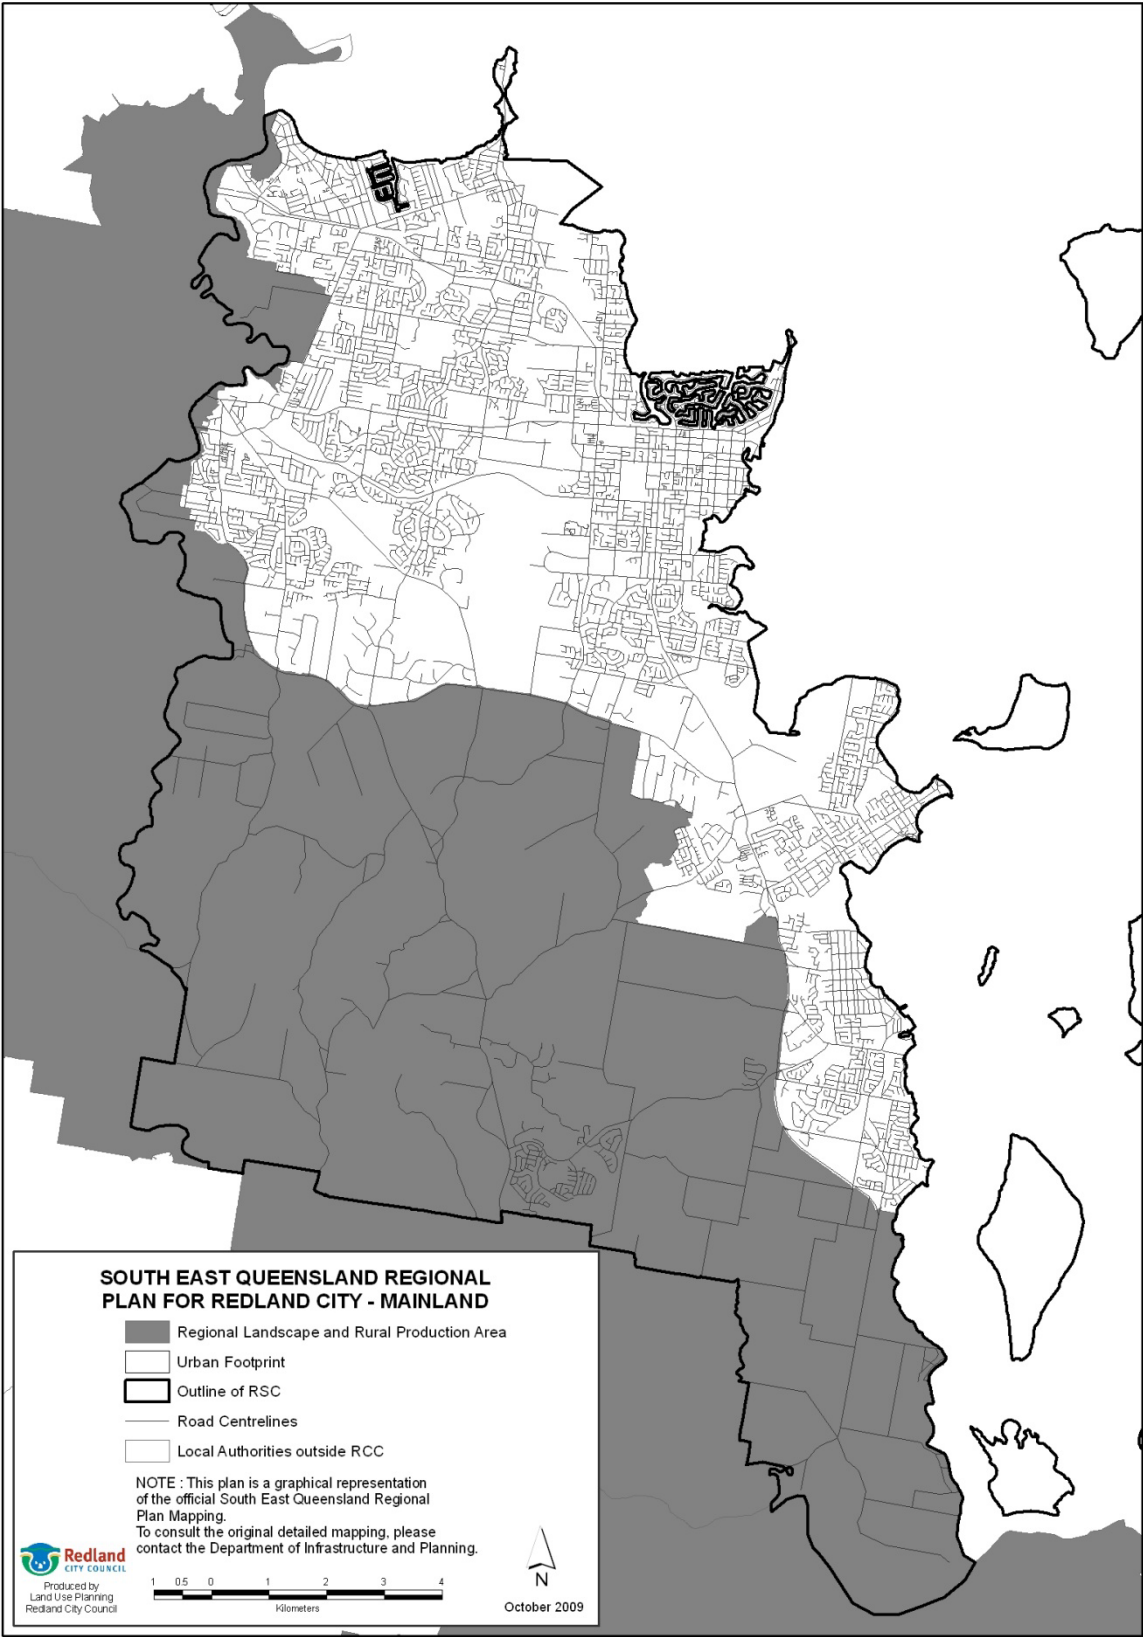 SOUTH EAST QUEENSLAND REGIONAL
PLAN FOR REDLAND CITY - MAINLAND
Regional Landscape and Rural Production Area
Urban Footprint
Outline of RSC
Road Centrelines
Local Authorities outside RCC
NOTE : This plan is a graphical representation
of the official South East Queensland Regional
Plan Mapping.
To consult the original detailed mapping, please
contact the Department of Infrastructure and Planning.
Redland
CITY COUNCIL
Produced by
Land Use Planning
Redland City Council
1 0.5 0 1 2 3 4
Kilometers
N
October 2009